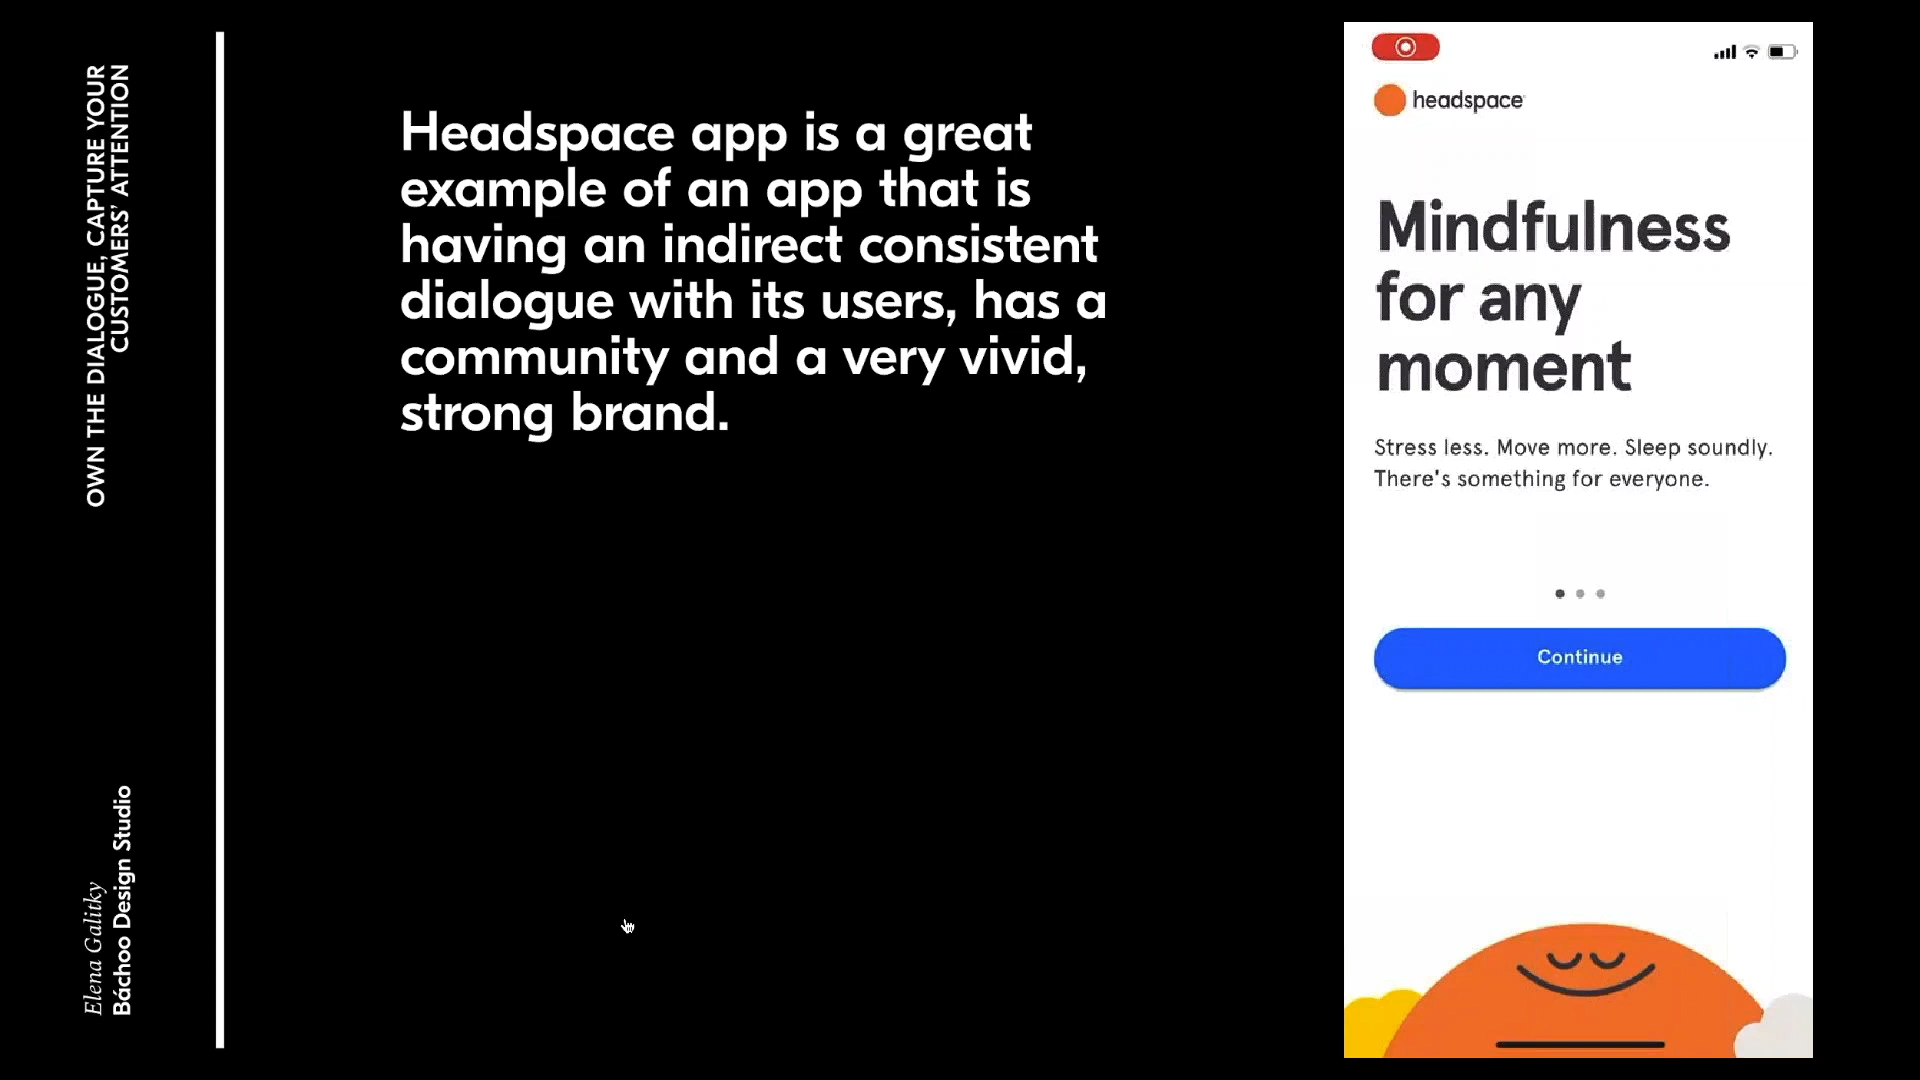 OWN THE DIALOGUE, CAPTURE YOUR
CUSTOMERS’ ATTENTION
Elena Galitky
Báchoo Design Studio
Headspace app is a great
example of an app that is
having an indirect consistent
dialogue with its users, has a
community and a very vivid,
strong brand.
headspace
Mindfulness
for any
moment
Stress less. Move more. Sleep soundly.
There's something for everyone.
Continue